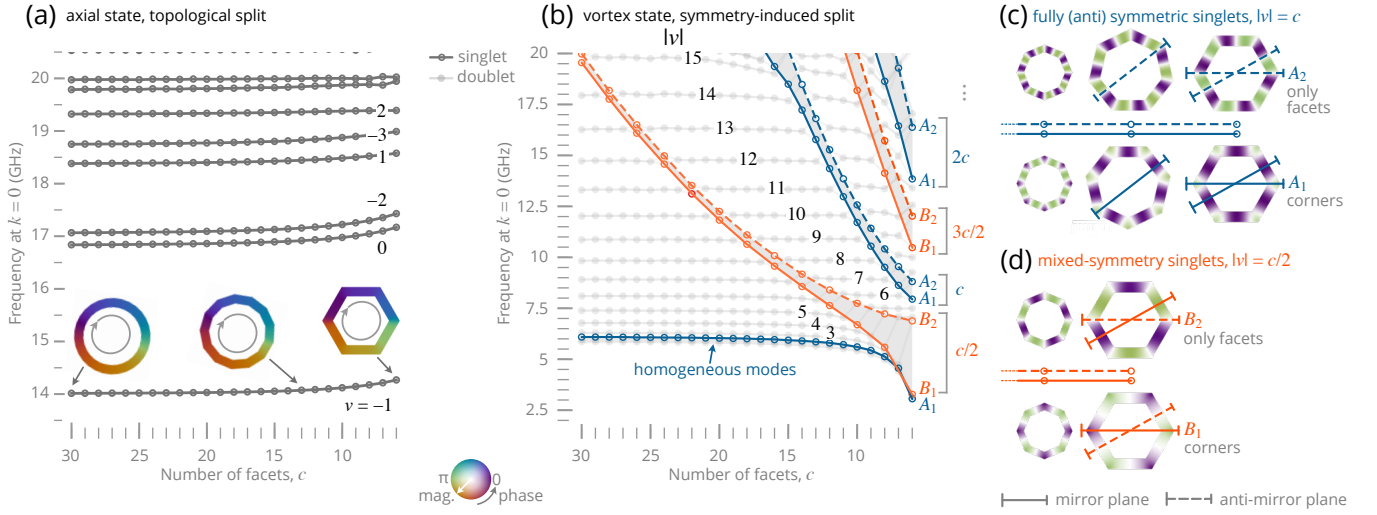 (a) axial state, topological split
Frequency at k = 0 (GHz)
20
19
18
17
16
15
14
2
−3
1
−2
0
ν = −1
30
25
20
15
10
Number of facets, c
singlet
doublet
π
0
mag.
phase
(b) vortex state, symmetry-induced split
|ν|
Frequency at k = 0 (GHz)
20
17.5
15
12.5
10
7.5
5
2.5
15
14
13
12
11
10
9
8
7
6
5
4
3
homogeneous modes
A2
A1
2c
B2
B1
3c/2
A2
A1
c
B2
B1
c/2
A1
30
25
20
15
10
Number of facets, c
(c) fully (anti) symmetric singlets, |ν| = c
A2
only
facets
A1
corners
(d) mixed-symmetry singlets, |ν| = c/2
B2
only facets
B1
corners
mirror plane
anti-mirror plane